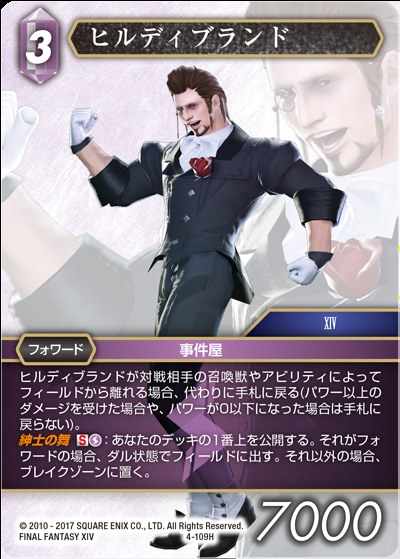 3
ヒルディブランド
XIV
フォワード
事件屋
ヒルディブランドが対戦相手の召喚獣やアビリティによって
フィールドから離れる場合、代わりに手札に戻る(パワー以上の
ダメージを受けた場合や、パワーが0以下になった場合は手札に
戻らない)。
紳士の舞 S : あなたのデッキの1番上を公開する。それがフォ
ワードの場合、ダル状態でフィールドに出す。それ以外の場合、
ブレイクゾーンに置く。
© 2010 - 2017 SQUARE ENIX CO., LTD. All Rights Reserved.
FINAL FANTASY XIV
4-109H
7000